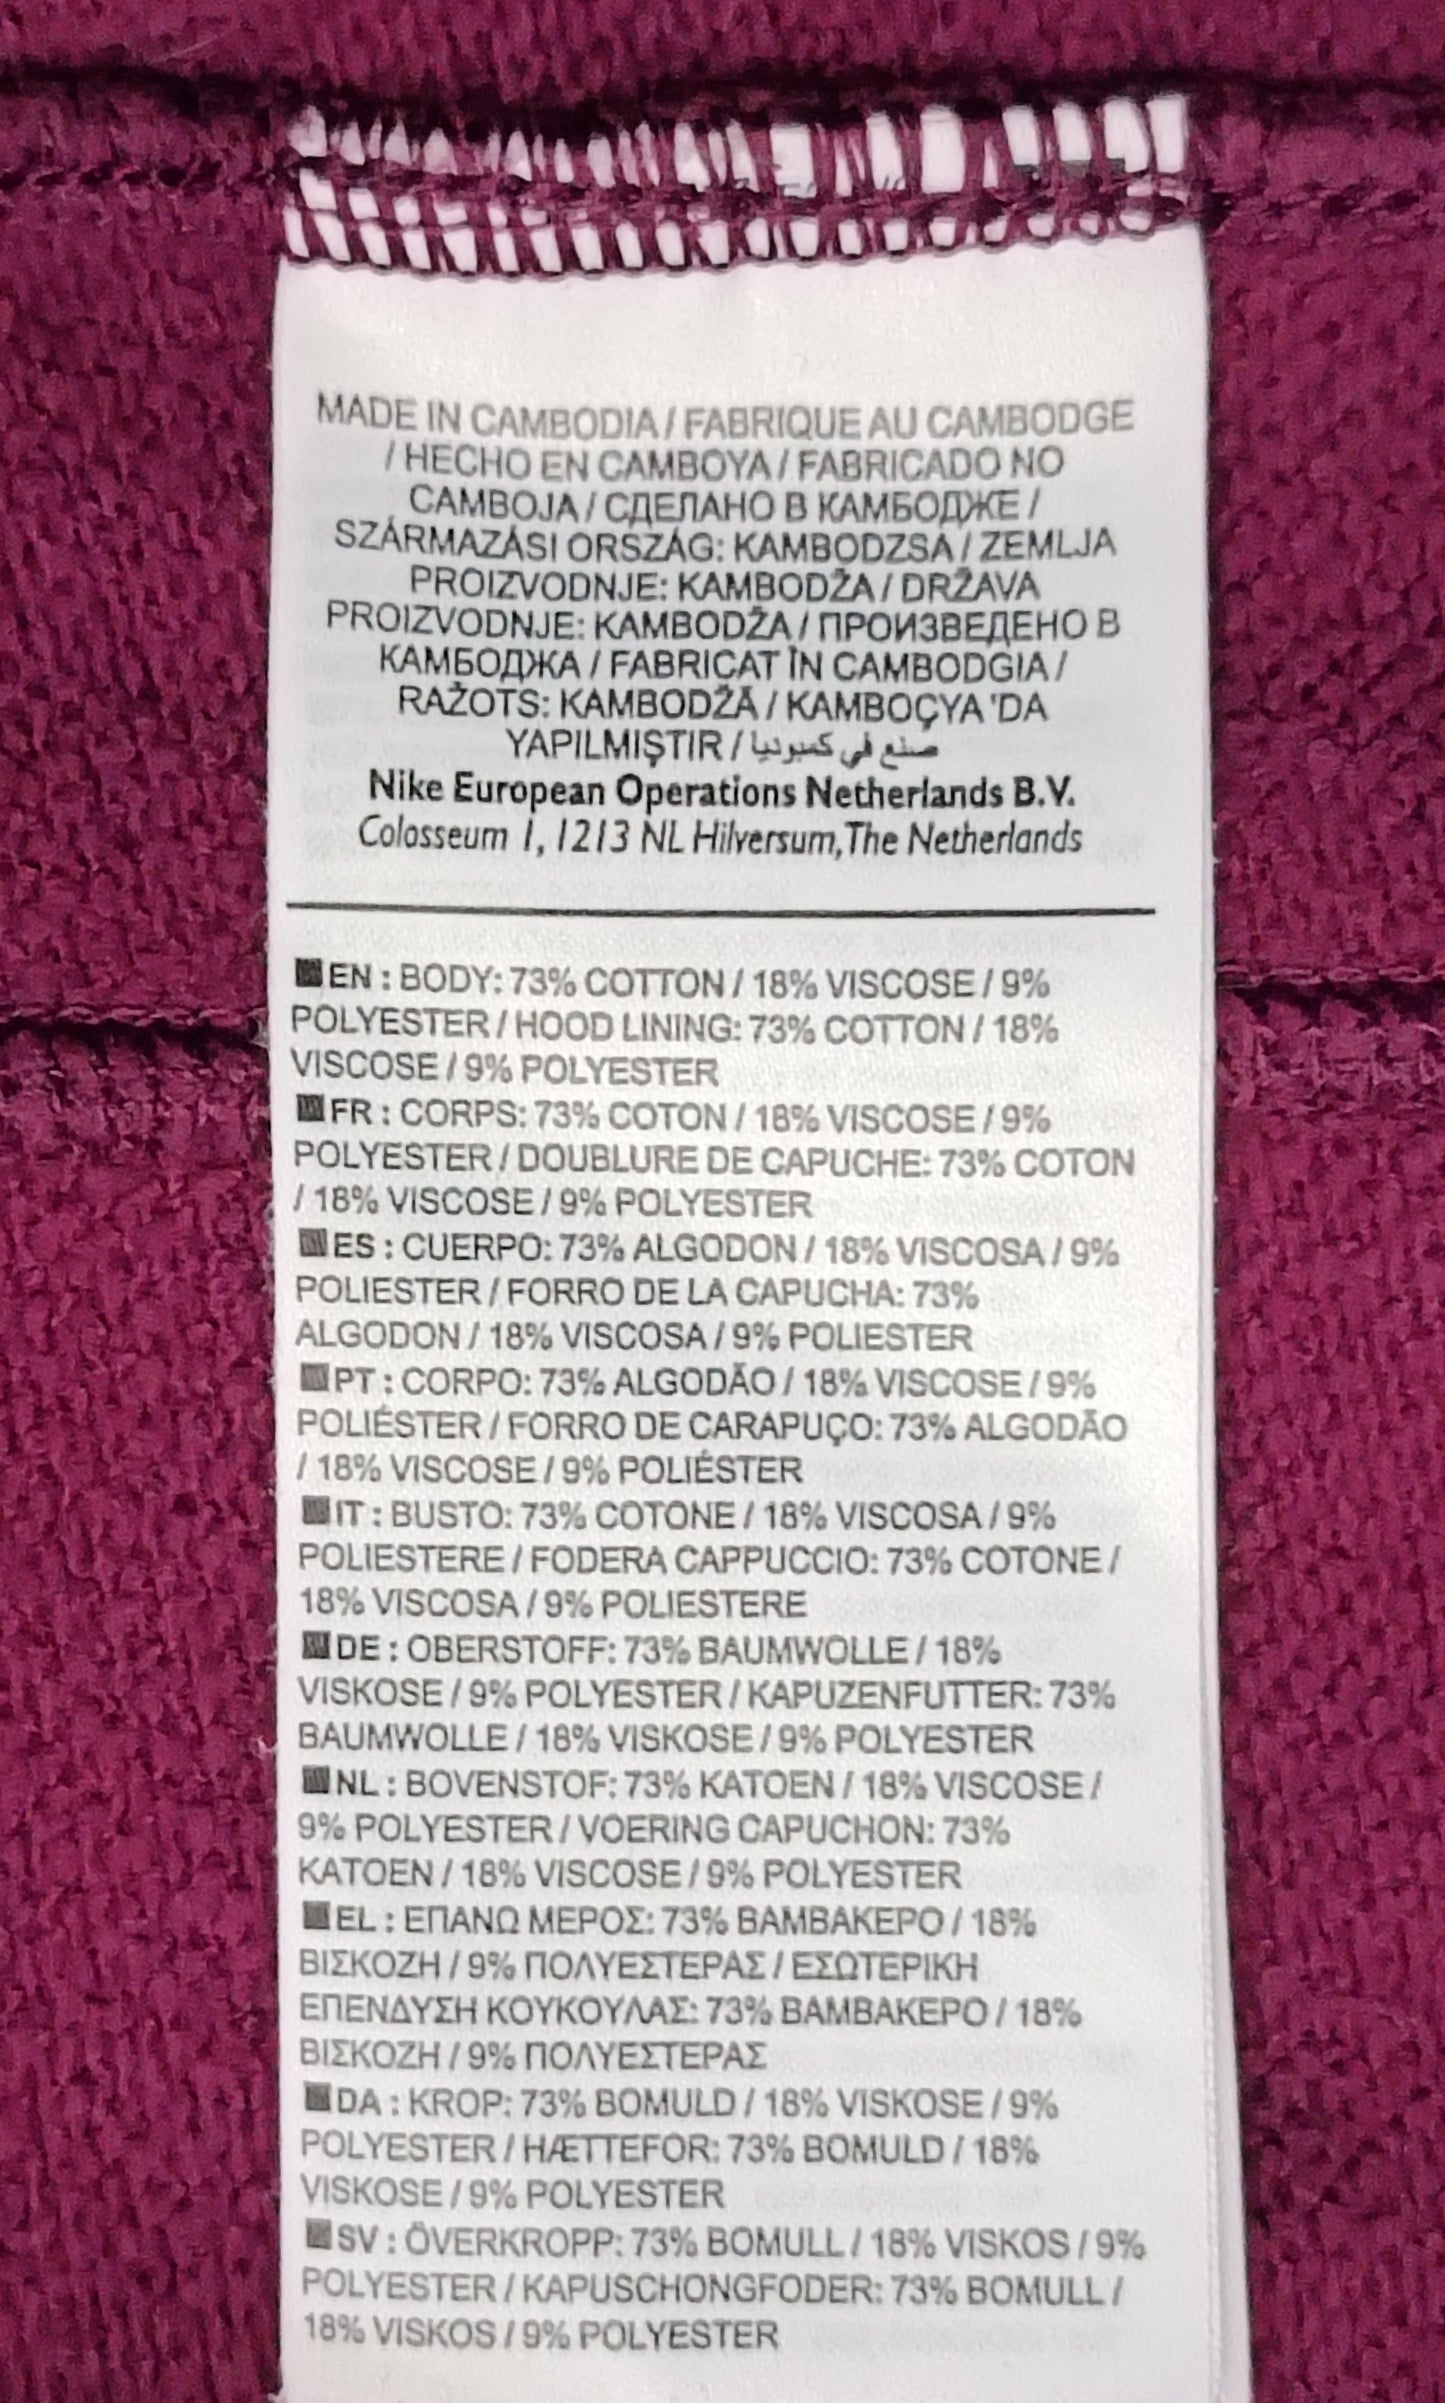 MADE IN CAMBODIA / FABRIQUE AU CAMBODGE
/ HECHO EN CAMBOYA / FABRICADO NO
CAMBOJA / СДЕЛАНО В КАМБОДЖЕ /
SZÁRMAZÁSI ORSZÁG: KAMBODZSA / ZEMLJA
PROIZVODNJE: KAMBODŽA / DRŽAVA
PROIZVODNJE: KAMBODŽA / ПРОИЗВЕДЕНО В
КАМБОДЖА / FABRICAT ÎN CAMBODGIA /
RAŽOTS: KAMBODŽĀ / KAMBOÇYA 'DA
YAPILMIŞTIR / صنع في كمبوديا
Nike European Operations Netherlands B.V.
Colosseum 1, 1213 NL Hilversum, The Netherlands
EN : BODY: 73% COTTON / 18% VISCOSE / 9%
POLYESTER / HOOD LINING: 73% COTTON / 18%
VISCOSE / 9% POLYESTER
FR : CORPS: 73% COTON / 18% VISCOSE / 9%
POLYESTER / DOUBLURE DE CAPUCHE: 73% COTON
/ 18% VISCOSE / 9% POLYESTER
ES : CUERPO: 73% ALGODON / 18% VISCOSA / 9%
POLIESTER / FORRO DE LA CAPUCHA: 73%
ALGODON / 18% VISCOSA / 9% POLIESTER
PT : CORPO: 73% ALGODÃO / 18% VISCOSE / 9%
POLIÉSTER / FORRO DE CARAPUÇO: 73% ALGODÃO
/ 18% VISCOSE / 9% POLIÉSTER
IT : BUSTO: 73% COTONE / 18% VISCOSA / 9%
POLIESTERE / FODERA CAPPUCCIO: 73% COTONE /
18% VISCOSA / 9% POLIESTERE
DE : OBERSTOFF: 73% BAUMWOLLE / 18%
VISKOSE / 9% POLYESTER / KAPUZENFUTTER: 73%
BAUMWOLLE / 18% VISKOSE / 9% POLYESTER
NL : BOVENSTOF: 73% KATOEN / 18% VISCOSE /
9% POLYESTER / VOERING CAPUCHON: 73%
KATOEN / 18% VISCOSE / 9% POLYESTER
EL : ΕΠΑΝΩ ΜΕΡΟΣ: 73% ΒΑΜΒΑΚΕΡΟ / 18%
ΒΙΣΚΟΖΗ / 9% ΠΟΛΥΕΣΤΕΡΑΣ / ΕΣΩΤΕΡΙΚΗ
ΕΠΕΝΔΥΣΗ ΚΟΥΚΟΥΛΑΣ: 73% ΒΑΜΒΑΚΕΡΟ / 18%
ΒΙΣΚΟΖΗ / 9% ΠΟΛΥΕΣΤΕΡΑΣ
DA : KROP: 73% BOMULD / 18% VISKOSE / 9%
POLYESTER / HÆTTEFOR: 73% BOMULD / 18%
VISKOSE / 9% POLYESTER
SV : ÖVERKROPP: 73% BOMULL / 18% VISKOS / 9%
POLYESTER / KAPUSCHONGFODER: 73% BOMULL /
18% VISKOS / 9% POLYESTER